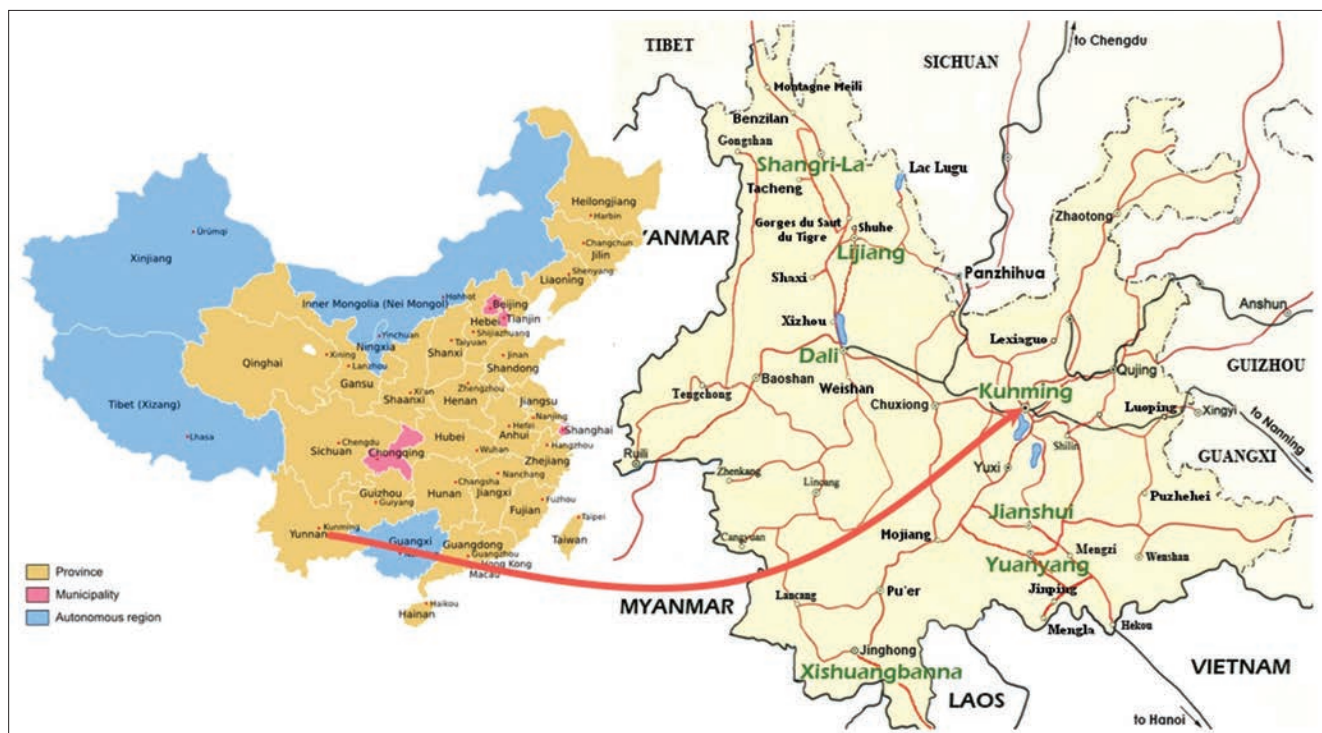 Heilongjiang
Harbin
Changchun
Jilin
Shenyang
Liaoning
Ürümqi
Xinjiang
Inner Mongolia (Nei Mongol)
Hohhot
Beijing
Tianjin
Hebei
Shijiazhuang
Yinchuan
Ningxia
Taiyuan
Shanxi
Jinan
Shandong
Xining
Qinghai
Lanzhou
Gansu
Xi'an
Shaanxi
Zhengzhou
Henan
Jiangsu
Nanjing
Tibet (Xizang)
Lhasa
Hefei
Anhui
Shanghai
Hangzhou
Zhejiang
Hubei
Wuhan
Chengdu
Sichuan
Chongqing
Nanchang
Changsha
Hunan
Jiangxi
Guizhou
Guiyang
Fuzhou
Fujian
Taipei
Taiwan
Kunming
Yunnan
Guangxi
Guangdong
Guangzhou
Hong Kong
Macau
Haikou
Hainan
Province
Municipality
Autonomous region
TIBET
to Chengdu
SICHUAN
Montagne Meili
Benzilan
Gongshan
Shangri-La
Lac Lugu
Tacheng
Zhaotong
Gorges du Saut
du Tigre
Shuhe
YANMAR
Lijiang
Shaxi
Panzhihua
Anshun
Xizhou
Lexiaguo
Dali
GUIZHOU
Baoshan
Weishan
Kunming
Qujing
Tengchong
Chuxiong
Luoping
Xingyi
to Nanning
Ruili
Shilin
GUANGXI
Zhenkang
Lincang
Yuxi
Puzhehei
Jianshui
Cangyuan
Mojiang
Mengzi
Wenshan
Yuanyang
Jinping
MYANMAR
Lancang
Pu'er
Mengla
Hekou
Jinghong
Xishuangbanna
VIETNAM
LAOS
to Hanoi